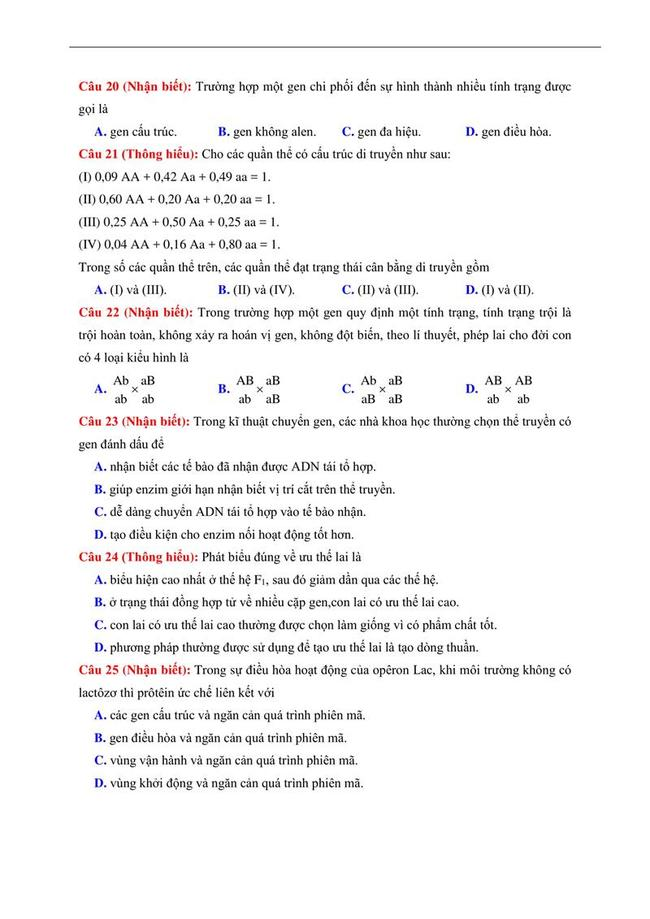 Câu 20 (Nhận biết): Trường hợp một gen chi phối đến sự hình thành nhiều tính trạng được
gọi là
A. gen cấu trúc. B. gen không alen. C. gen đa hiệu. D. gen điều hòa.
Câu 21 (Thông hiểu): Cho các quần thể có cấu trúc di truyền như sau:
(I) 0,09 AA + 0,42 Aa + 0,49 aa = 1.
(II) 0,60 AA + 0,20 Aa + 0,20 aa = 1.
(III) 0,25 AA + 0,50 Aa + 0,25 aa = 1.
(IV) 0,04 AA + 0,16 Aa + 0,80 aa = 1.
Trong số các quần thể trên, các quần thể đạt trạng thái cân bằng di truyền gồm
A. (I) và (III). B. (II) và (IV). C. (II) và (III). D. (I) và (II).
Câu 22 (Nhận biết): Trong trường hợp một gen quy định một tính trạng, tính trạng trội là
trội hoàn toàn, không xảy ra hoán vị gen, không đột biến, theo lí thuyết, phép lai cho đời con
có 4 loại kiểu hình là
A. Ab/ab × aB/ab B. AB/ab × aB/aB C. Ab/aB × aB/aB D. AB/ab × AB/ab
Câu 23 (Nhận biết): Trong kĩ thuật chuyển gen, các nhà khoa học thường chọn thể truyền có
gen đánh dấu để
A. nhận biết các tế bào đã nhận được ADN tái tổ hợp.
B. giúp enzim giới hạn nhận biết vị trí cắt trên thể truyền.
C. dễ dàng chuyển ADN tái tổ hợp vào tế bào nhận.
D. tạo điều kiện cho enzim nối hoạt động tốt hơn.
Câu 24 (Thông hiểu): Phát biểu đúng về ưu thế lai là
A. biểu hiện cao nhất ở thế hệ F₁, sau đó giảm dần qua các thế hệ.
B. ở trạng thái đồng hợp tử về nhiều cặp gen,con lai có ưu thế lai cao.
C. con lai có ưu thế lai cao thường được chọn làm giống vì có phẩm chất tốt.
D. phương pháp thường được sử dụng để tạo ưu thế lai là tạo dòng thuần.
Câu 25 (Nhận biết): Trong sự điều hòa hoạt động của opêron Lac, khi môi trường không có
lactôzơ thì prôtêin ức chế liên kết với
A. các gen cấu trúc và ngăn cản quá trình phiên mã.
B. gen điều hòa và ngăn cản quá trình phiên mã.
C. vùng vận hành và ngăn cản quá trình phiên mã.
D. vùng khởi động và ngăn cản quá trình phiên mã.